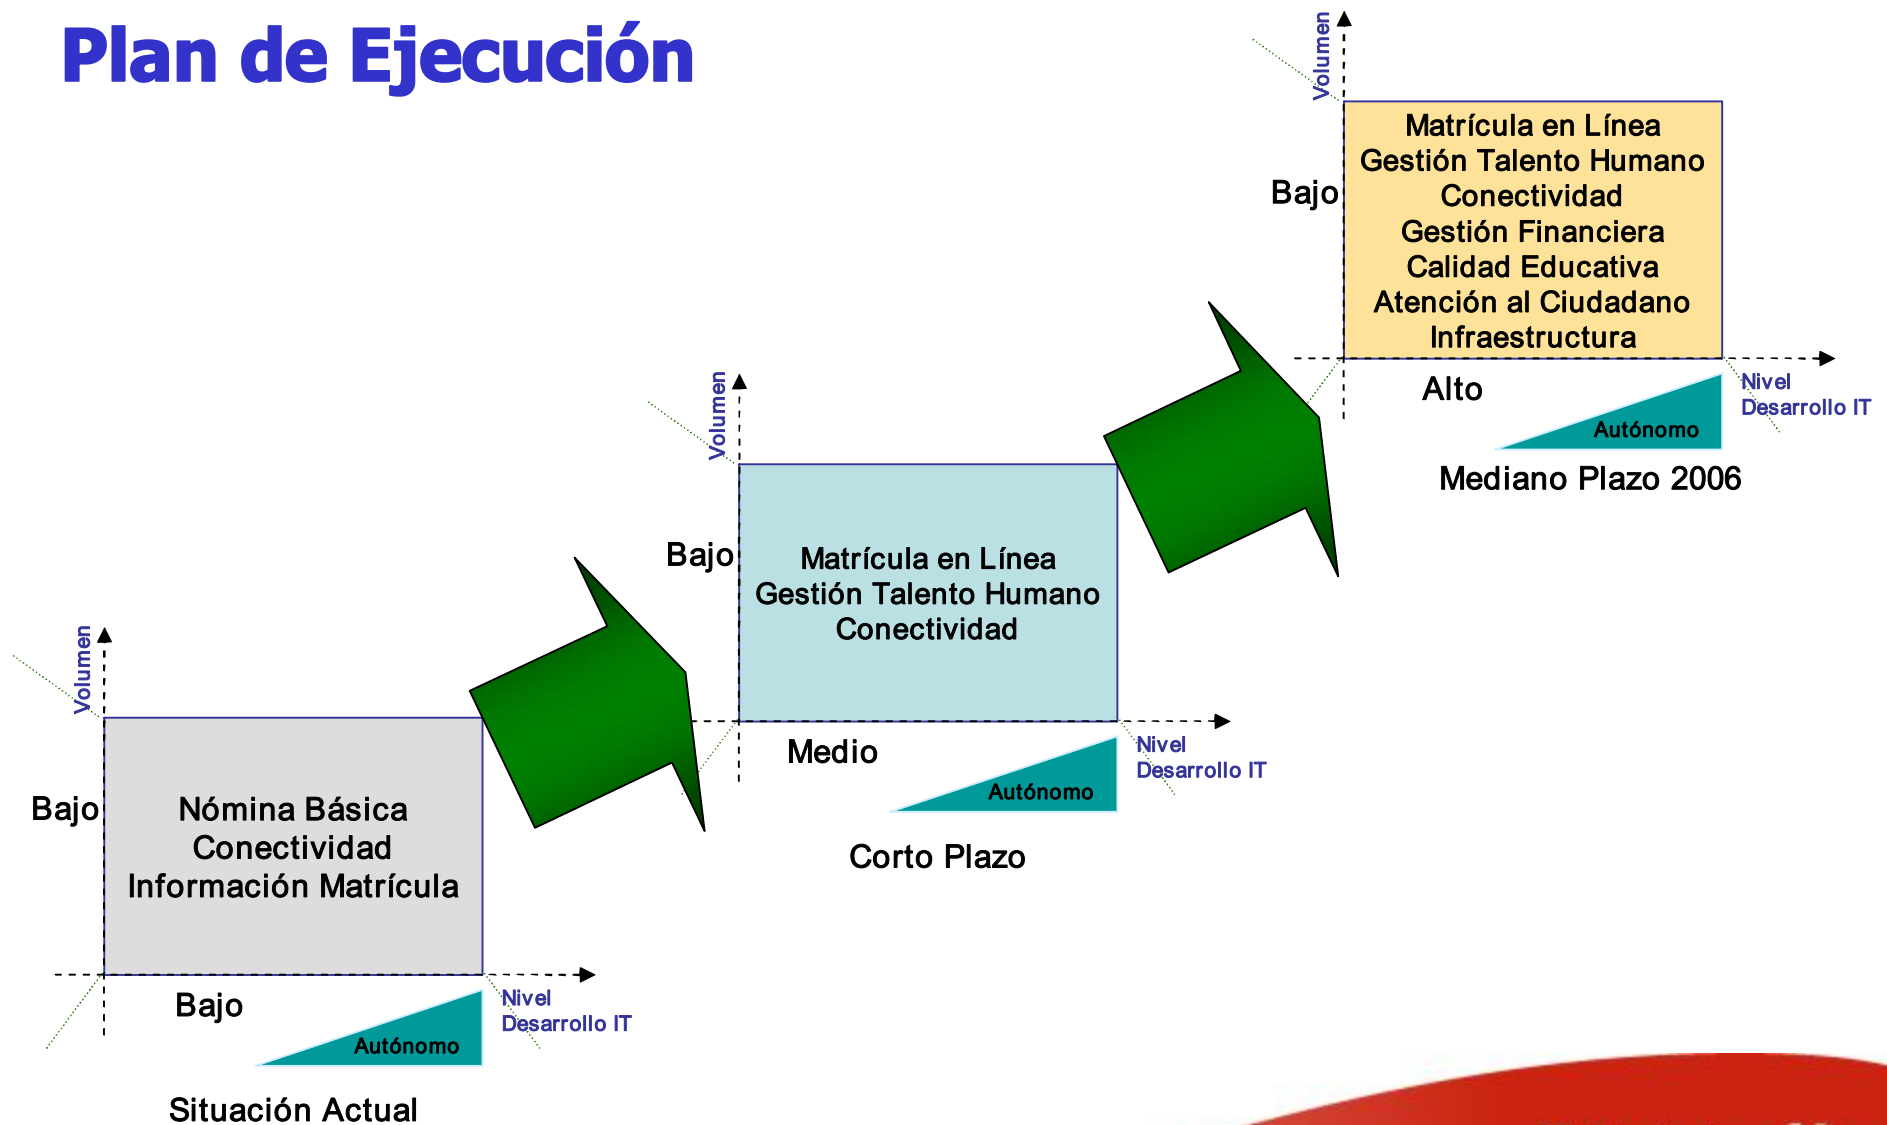 Plan de Ejecución
Volumen
Matrícula en Línea
Gestión Talento Humano
Conectividad
Gestión Financiera
Calidad Educativa
Atención al Ciudadano
Infraestructura
Bajo
Alto
Nivel
Desarrollo IT
Autónomo
Mediano Plazo 2006
Volumen
Bajo
Matrícula en Línea
Gestión Talento Humano
Conectividad
Medio
Nivel
Desarrollo IT
Autónomo
Corto Plazo
Volumen
Bajo
Nómina Básica
Conectividad
Información Matrícula
Bajo
Nivel
Desarrollo IT
Autónomo
Situación Actual